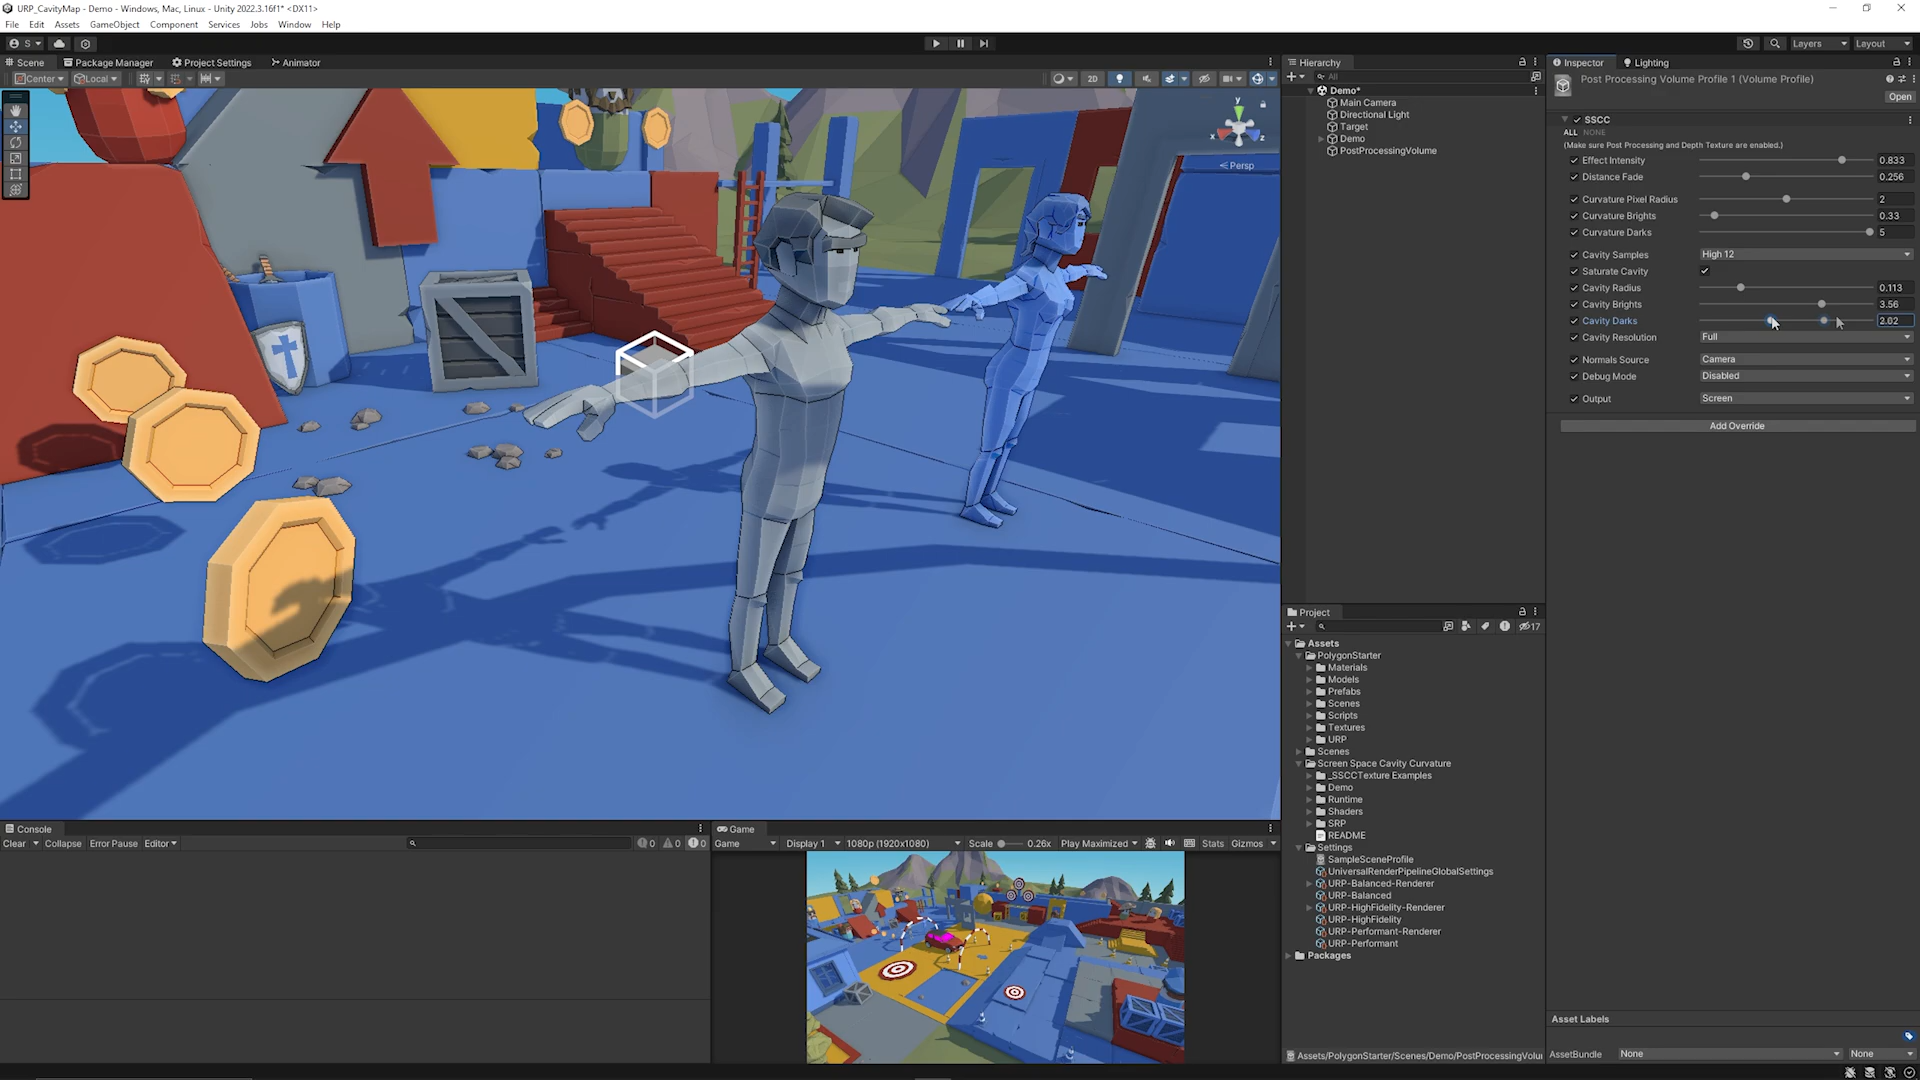 URP_CavityMap - Demo - Windows, Mac, Linux - Unity 2022.3.16f1* <DX11>
File Edit Assets GameObject Component Services Jobs Window Help
S Layers Layout
Scene Package Manager Project Settings Animator
Center Local 2D
y
x z
Persp
Hierarchy
All
Demo*
Main Camera
Directional Light
Target
Demo
PostProcessingVolume
Inspector Lighting
Post Processing Volume Profile 1 (Volume Profile)
Open
SSCC
ALL NONE
(Make sure Post Processing and Depth Texture are enabled.)
Effect Intensity 0.833
Distance Fade 0.256
Curvature Pixel Radius 2
Curvature Brights 0.33
Curvature Darks 5
Cavity Samples High 12
Saturate Cavity
Cavity Radius 0.113
Cavity Brights 3.56
Cavity Darks 2.02
Cavity Resolution Full
Normals Source Camera
Debug Mode Disabled
Output Screen
Add Override
Project
17
Assets
PolygonStarter
Materials
Models
Prefabs
Scenes
Scripts
Textures
URP
Scenes
Screen Space Cavity Curvature
_SSCCTexture Examples
Demo
Runtime
Shaders
SRP
README
Settings
SampleSceneProfile
UniversalRenderPipelineGlobalSettings
URP-Balanced-Renderer
URP-Balanced
URP-HighFidelity-Renderer
URP-HighFidelity
URP-Performant-Renderer
URP-Performant
Packages
Assets/PolygonStarter/Scenes/Demo/PostProcessingVolu
Console
Clear Collapse Error Pause Editor 0 0 0
Game
Game Display 1 1080p (1920x1080) Scale 0.26x Play Maximized Stats Gizmos
Asset Labels
AssetBundle None None